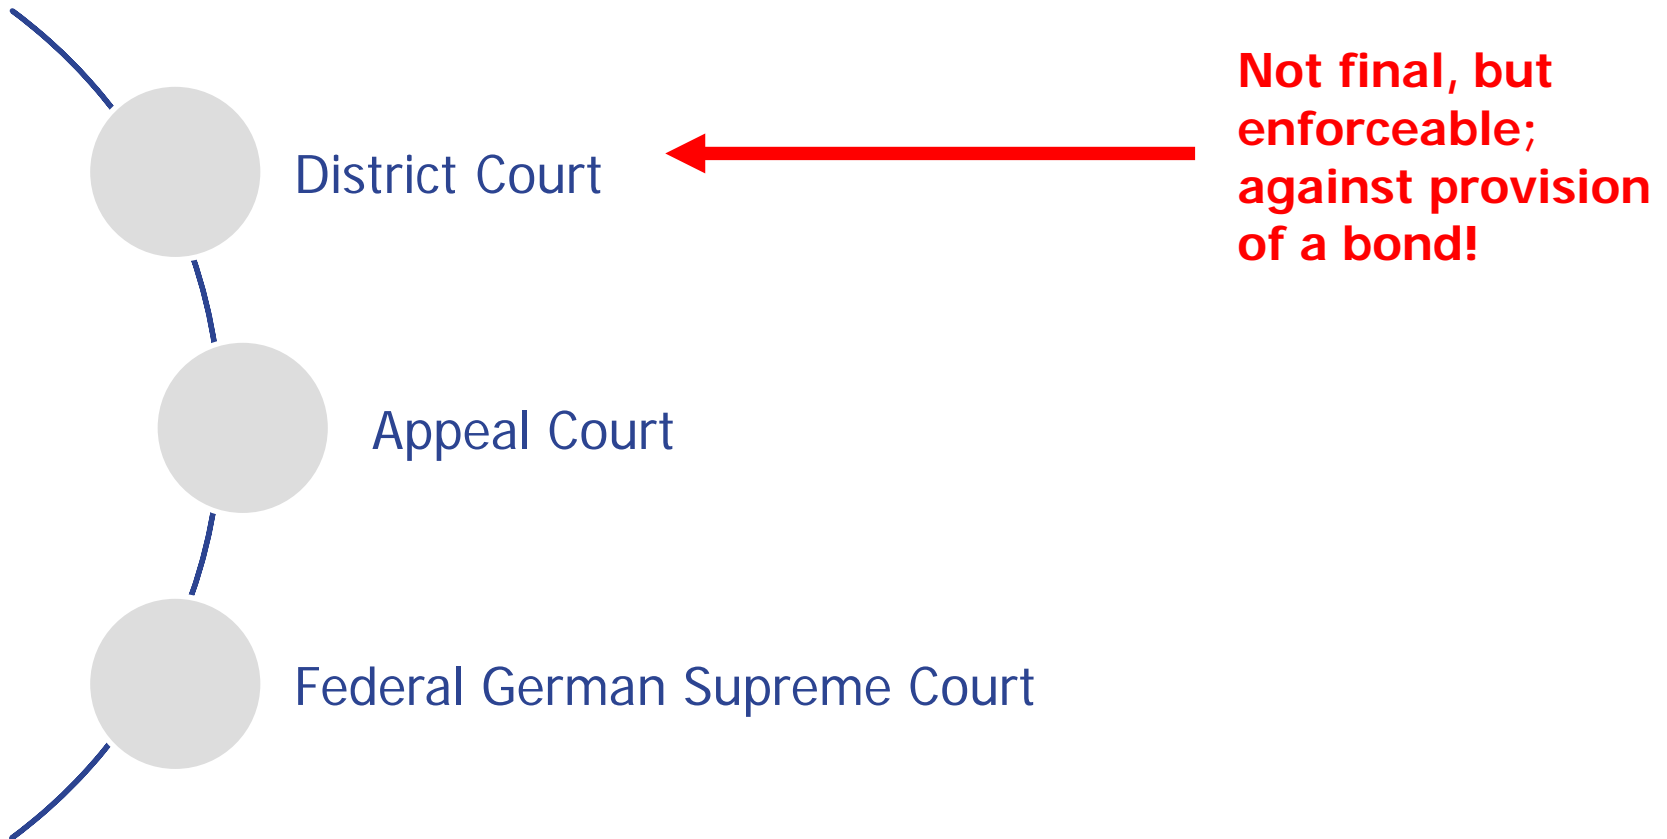 Not final, but
enforceable;
against provision
of a bond!
District Court
Appeal Court
Federal German Supreme Court